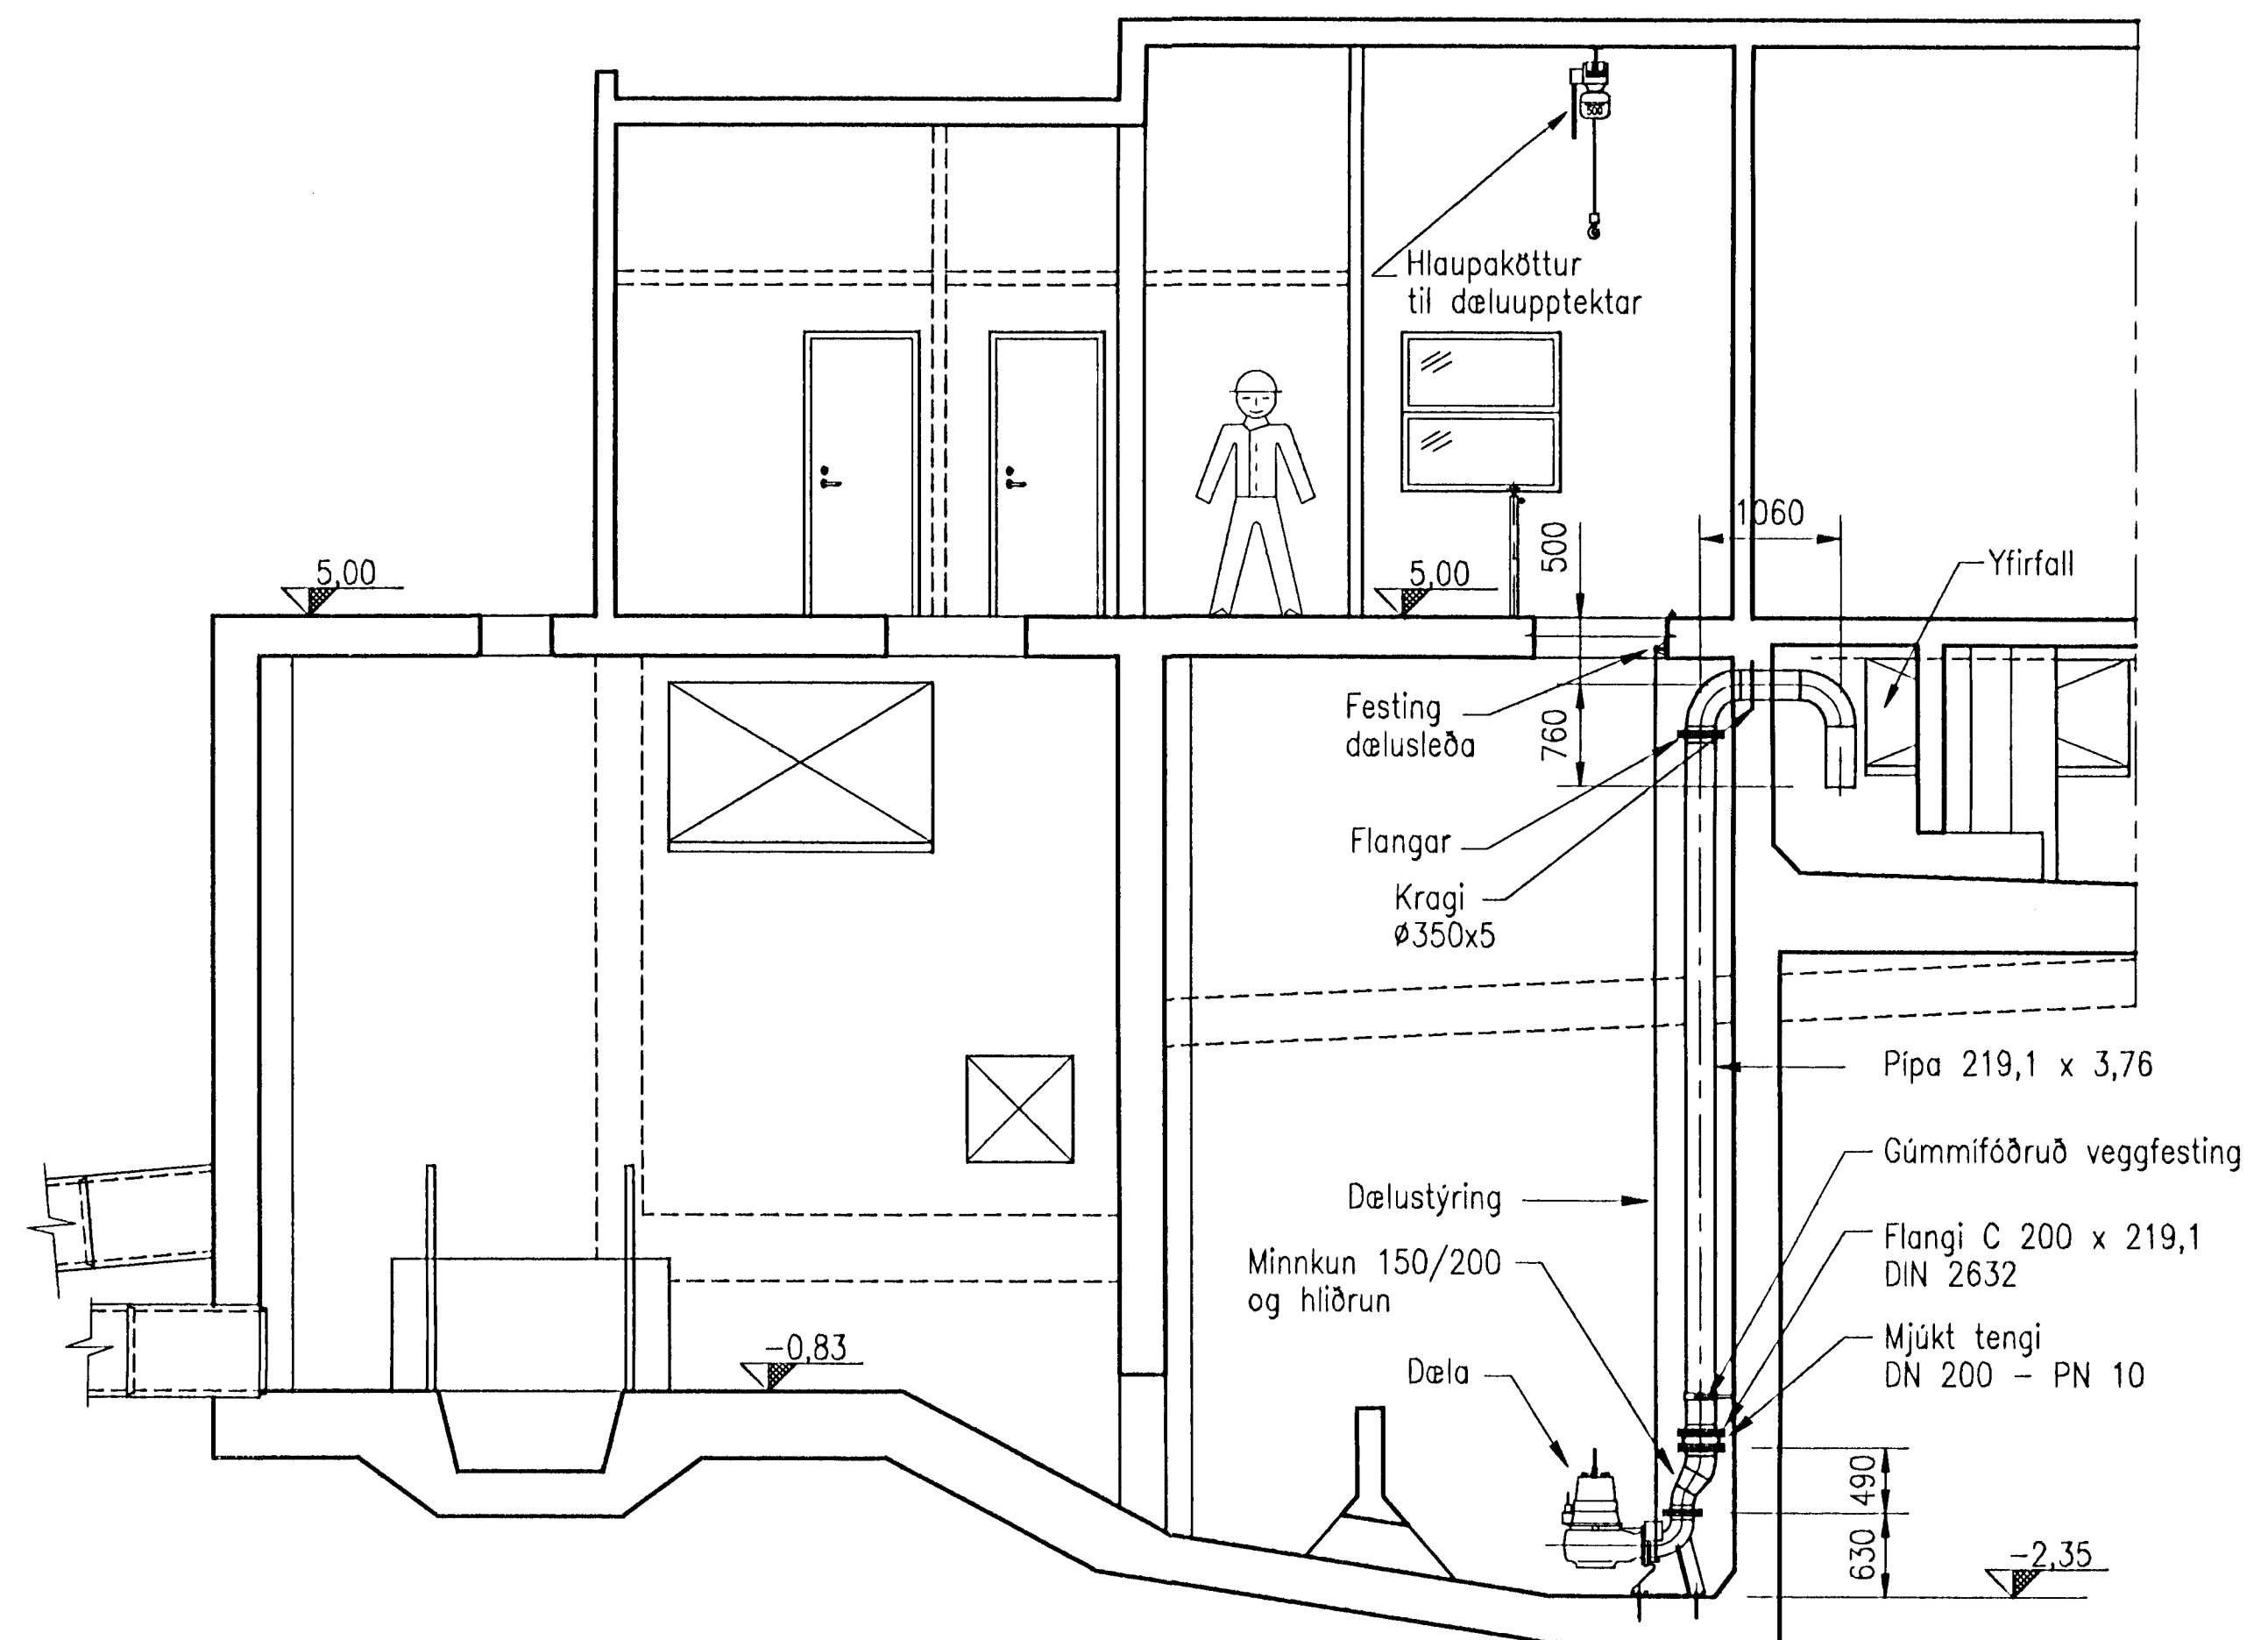 500
Hlaupaköttur
til dæluupptektar
1060
500
Yfirfall
5,00
5,00
Festing
dælusleða
760
Flangar
Kragi
ø350x5
Pípa 219,1 x 3,76
Gúmmífóðruð veggfesting
Dælustýring
Flangi C 200 x 219,1
DIN 2632
Minnkun 150/200
og hliðrun
Mjúkt tengi
DN 200 – PN 10
-0,83
Dæla
490
630
-2,35